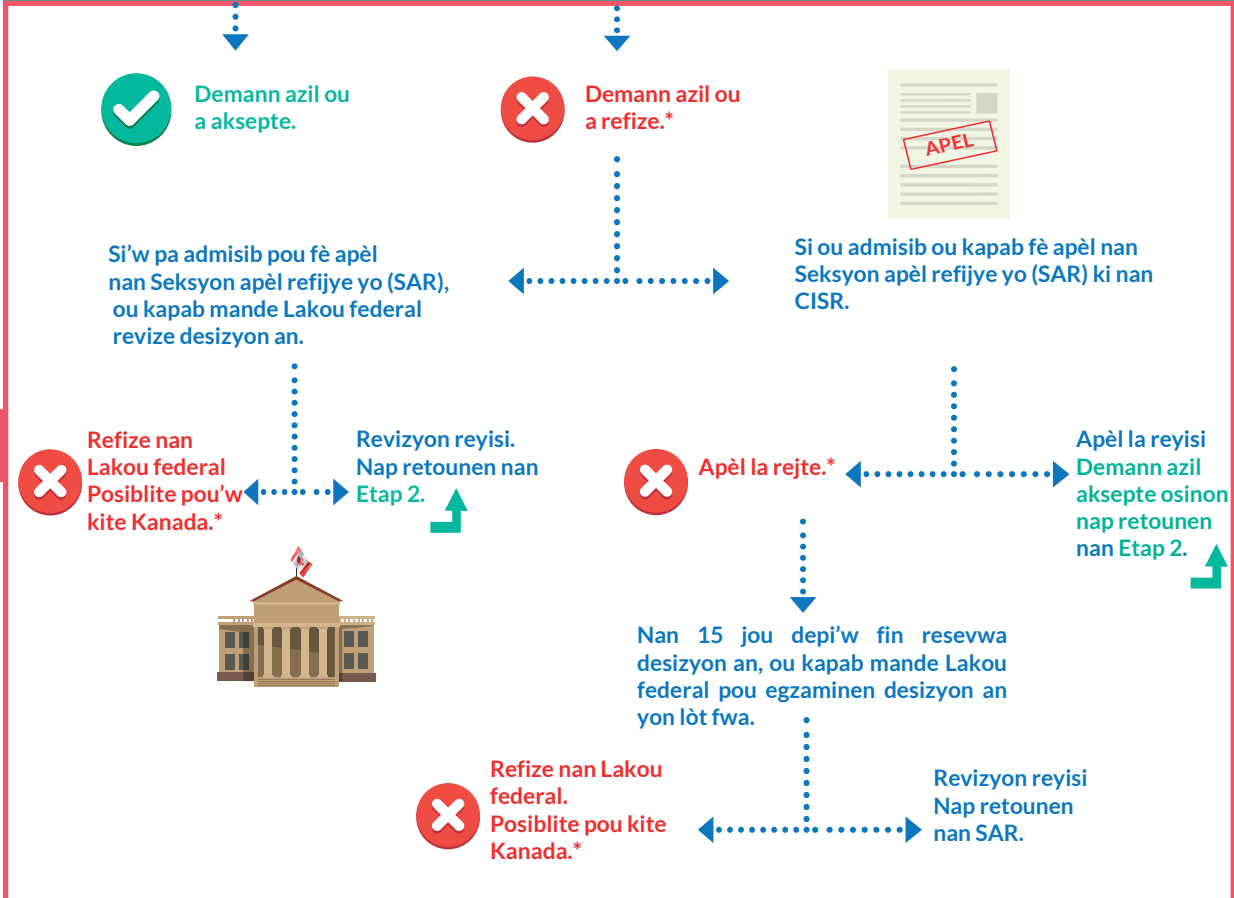 Demann azil ou
a aksepte.
Demann azil ou
a refize.*
APEL
Si'w pa admisib pou fè apèl
nan Seksyon apèl refijye yo (SAR),
ou kapab mande Lakou federal
revize desizyon an.
Si ou admisib ou kapab fè apèl nan
Seksyon apèl refijye yo (SAR) ki nan
CISR.
Refize nan
Lakou federal
Posiblite pou'w
kite Kanada.*
Revizyon reyisi.
Nap retounen nan
Etap 2.
Apèl la rejte.*
Apèl la reyisi
Demann azil
aksepte osinon
nap retounen
nan Etap 2.
Nan 15 jou depi'w fin resevwa
desizyon an, ou kapab mande Lakou
federal pou egzaminen desizyon an
yon lòt fwa.
Refize nan Lakou
federal.
Posiblite pou kite
Kanada.*
Revizyon reyisi
Nap retounen
nan SAR.